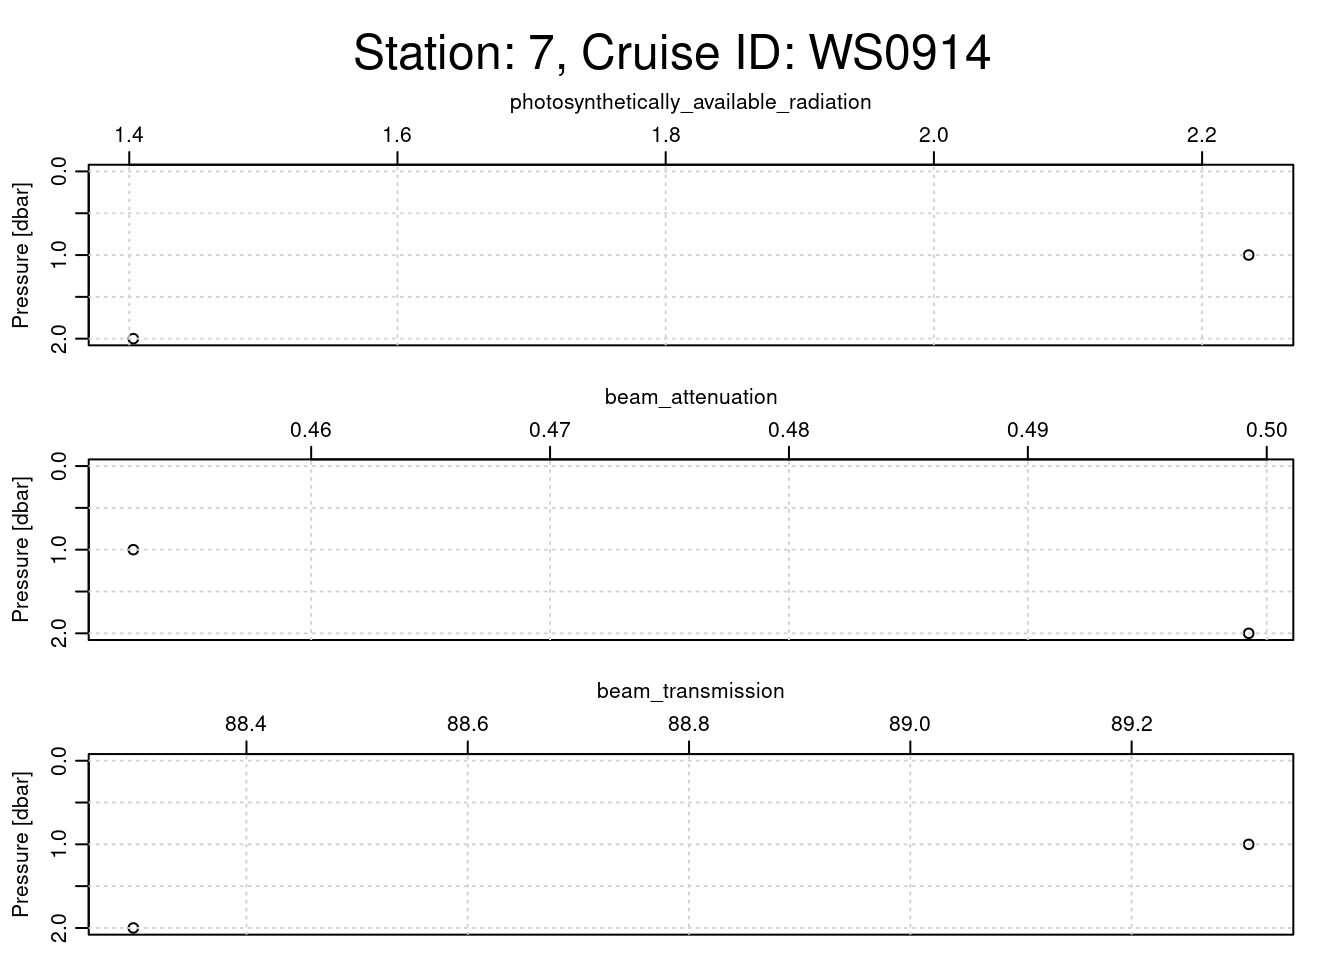 Station: 7, Cruise ID: WS0914
photosynthetically_available_radiation
1.4 1.6 1.8 2.0 2.2
Pressure [dbar]
0.0
1.0
2.0
beam_attenuation
0.46 0.47 0.48 0.49 0.50
Pressure [dbar]
0.0
1.0
2.0
beam_transmission
88.4 88.6 88.8 89.0 89.2
Pressure [dbar]
0.0
1.0
2.0